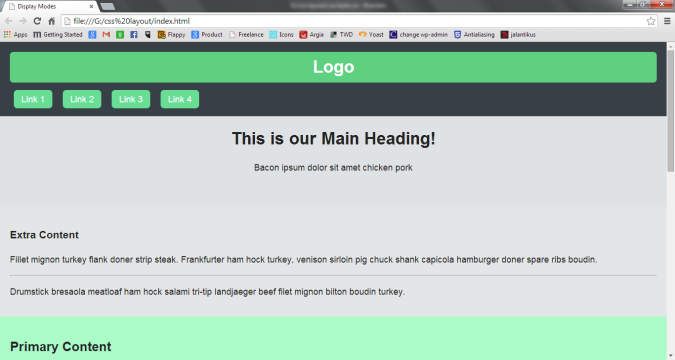 Display Modes
file:///G:/css%20layout/index.html
Apps Getting Started Flappy Product Freelance Icons Argia TWD Yoast change wp-admin Antialiasing jalantikus
Logo
Link 1 Link 2 Link 3 Link 4
This is our Main Heading!
Bacon ipsum dolor sit amet chicken pork
Extra Content
Fillet mignon turkey flank doner strip steak. Frankfurter ham hock turkey, venison sirloin pig chuck shank capicola hamburger doner spare ribs boudin.
Drumstick bresaola meatloaf ham hock salami tri-tip landjaeger beef filet mignon bilton boudin turkey.
Primary Content